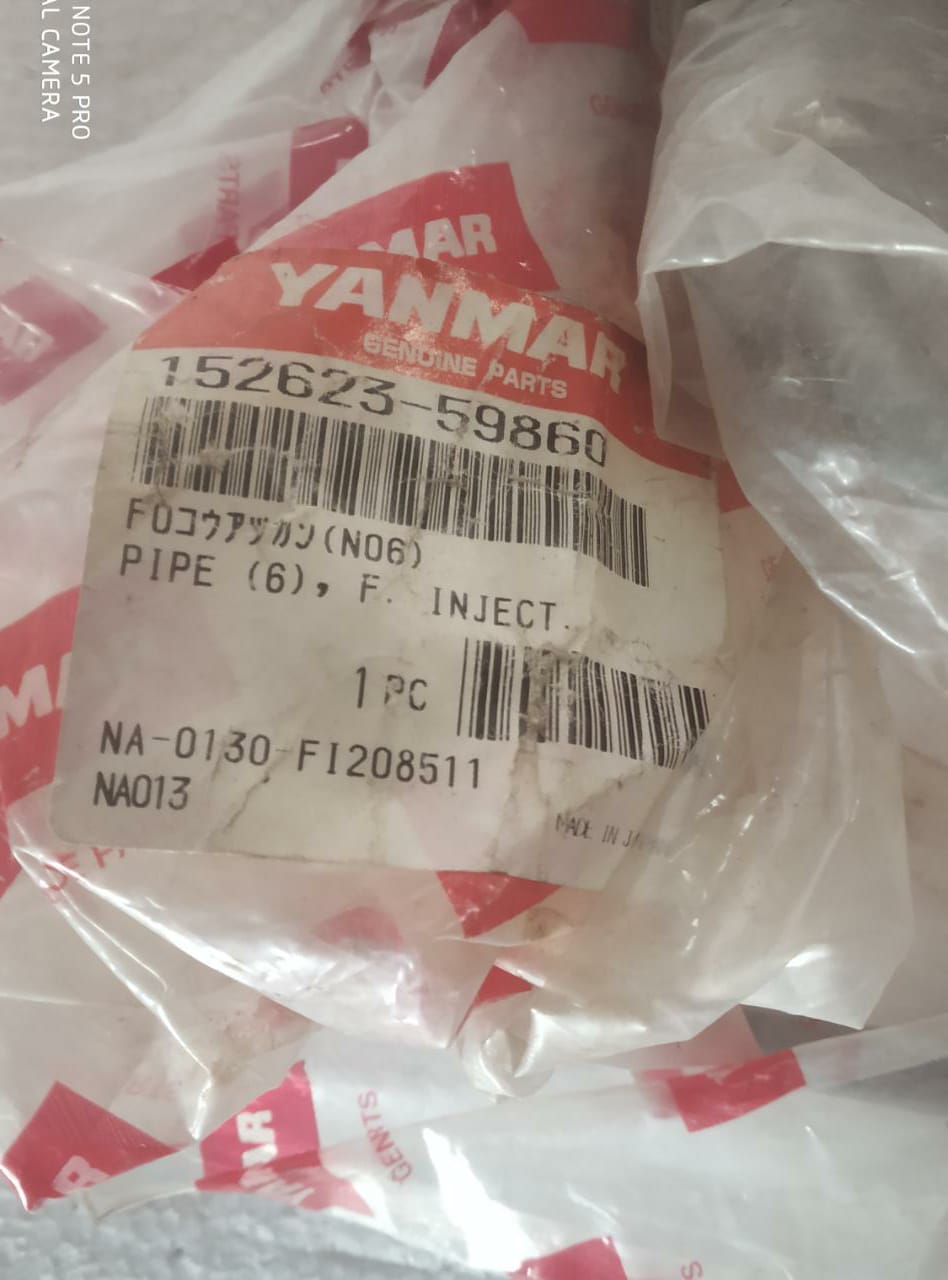 NOTE 5 PRO
AL CAMERA
MAR
YANMAR
GENUINE PARTS
152623-59860
FOコウアツカン(NO6)
PIPE (6), F. INJECT.
1 PC
NA-0130 FI208511
NA013
MADE IN